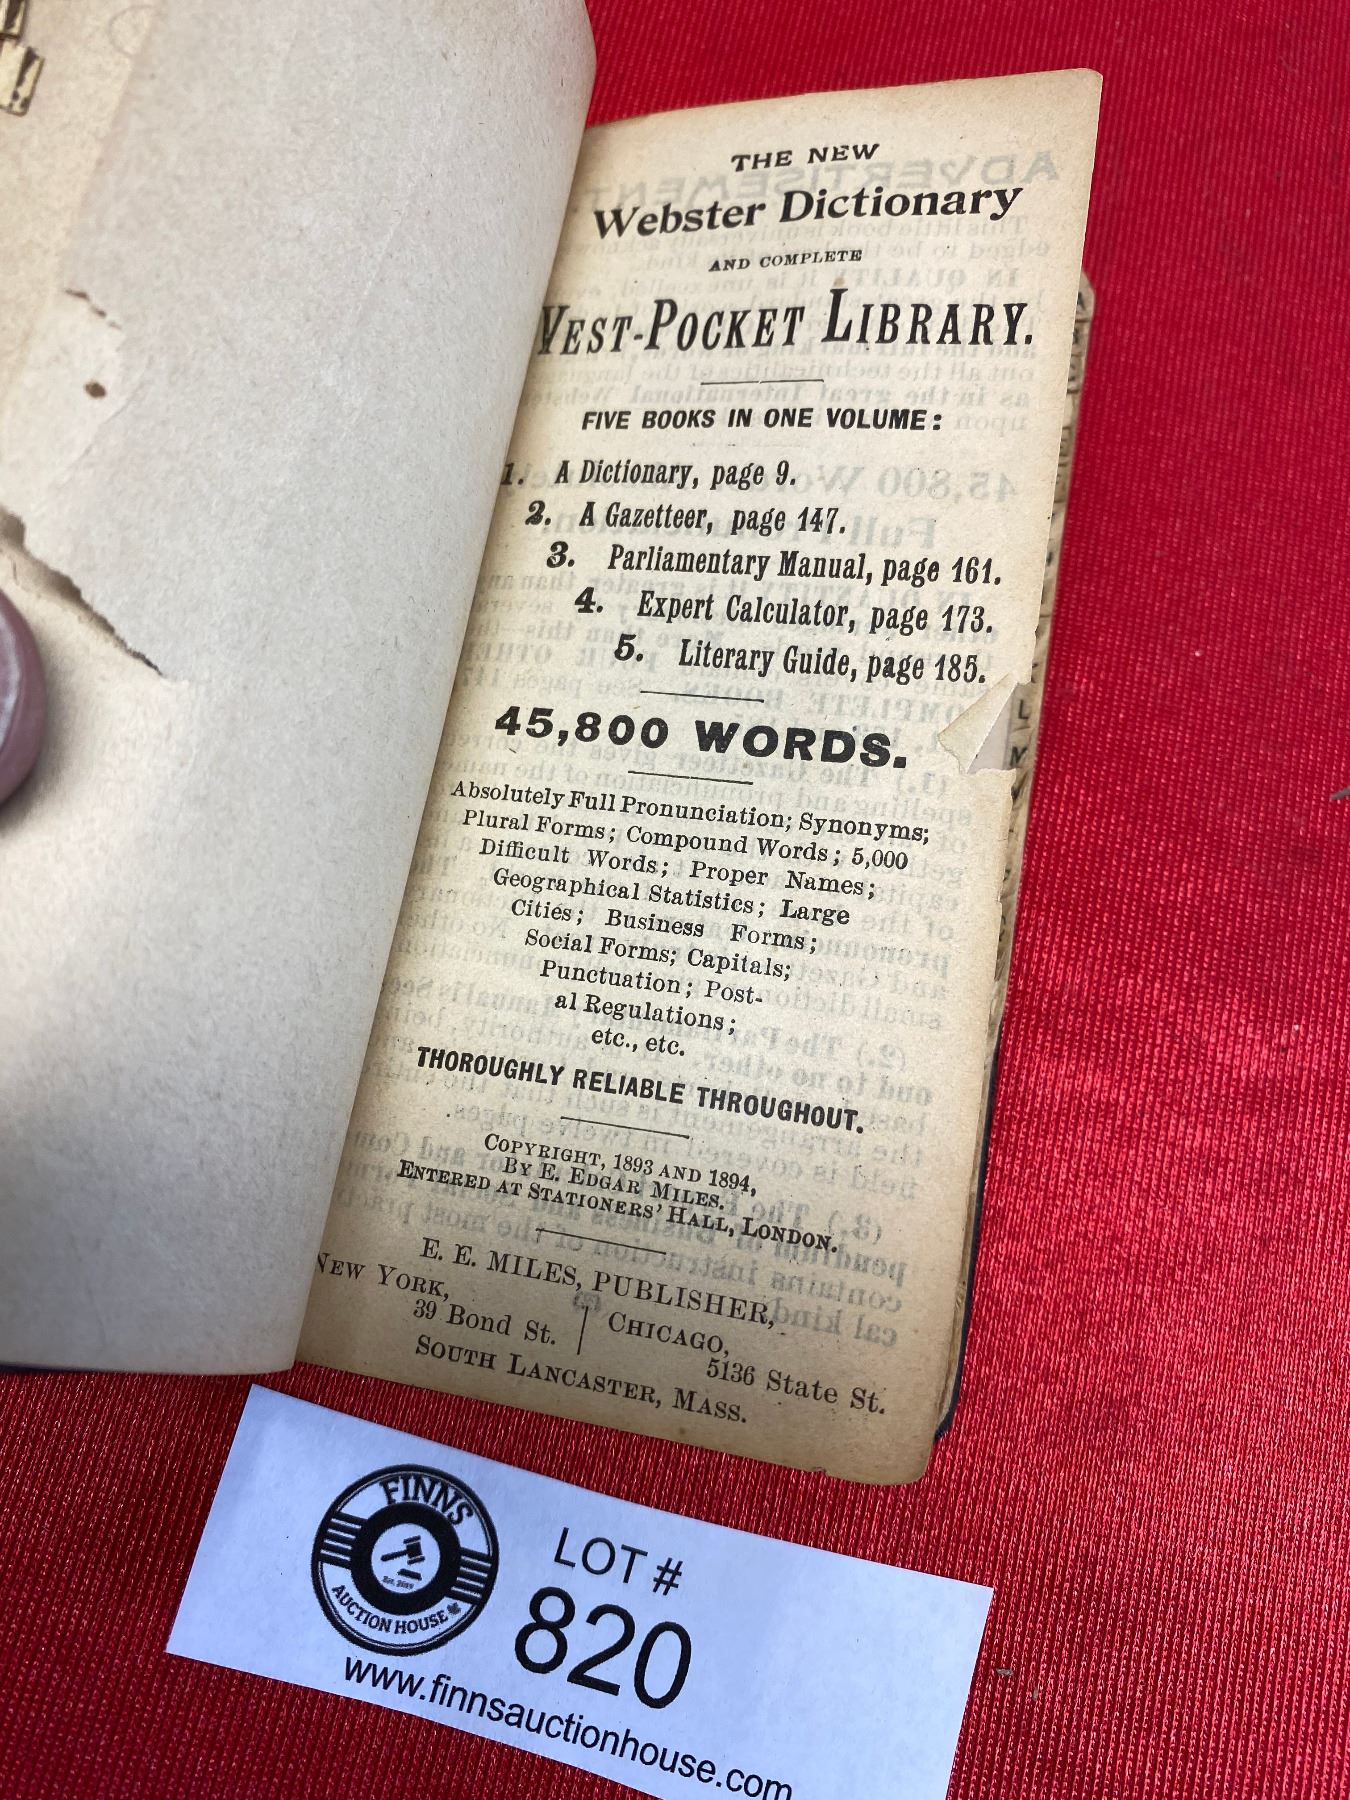 THE NEW
Webster Dictionary
AND COMPLETE
VEST-POCKET LIBRARY.
FIVE BOOKS IN ONE VOLUME:
1. A Dictionary, page 9.
2. A Gazetteer, page 147.
3. Parliamentary Manual, page 161.
4. Expert Calculator, page 173.
5. Literary Guide, page 185.
45,800 WORDS.
Absolutely Full Pronunciation; Synonyms;
Plural Forms; Compound Words; 5,000
Difficult Words; Proper Names;
Geographical Statistics; Large
Cities; Business Forms;
Social Forms; Capitals;
Punctuation; Post-
al Regulations;
etc., etc.
THOROUGHLY RELIABLE THROUGHOUT.
COPYRIGHT, 1893 AND 1894,
BY E. EDGAR MILES.
ENTERED AT STATIONERS' HALL, LONDON.
E. E. MILES, PUBLISHER,
NEW YORK,
39 Bond St.
CHICAGO,
5136 State St.
SOUTH LANCASTER, MASS.
L
M
FINNS
Est. 2019
AUCTION HOUSE
LOT #
820
www.finnsauctionhouse.com